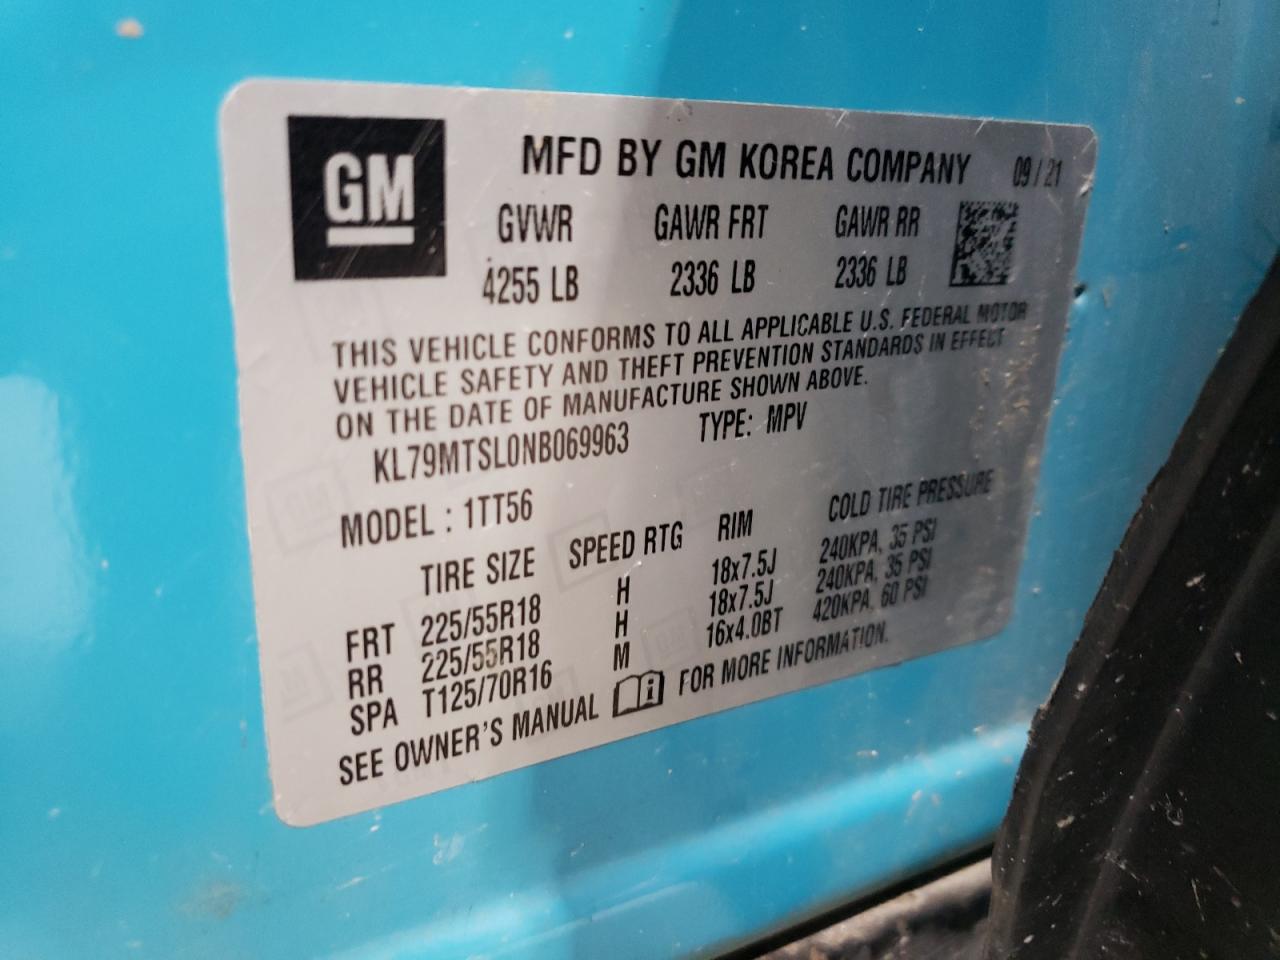 GM
MFD BY GM KOREA COMPANY 09 / 21
GVWR GAWR FRT GAWR RR
4255 LB 2336 LB 2336 LB
THIS VEHICLE CONFORMS TO ALL APPLICABLE U.S. FEDERAL MOTOR
VEHICLE SAFETY AND THEFT PREVENTION STANDARDS IN EFFECT
ON THE DATE OF MANUFACTURE SHOWN ABOVE.
KL79MTSL0NB069963 TYPE: MPV
MODEL : 1TT56
TIRE SIZE SPEED RTG RIM COLD TIRE PRESSURE
FRT 225/55R18 H 18x7.5J 240KPA, 35 PSI
RR 225/55R18 H 18x7.5J 240KPA, 35 PSI
SPA T125/70R16 M 16x4.0BT 420KPA, 60 PSI
SEE OWNER'S MANUAL FOR MORE INFORMATION.